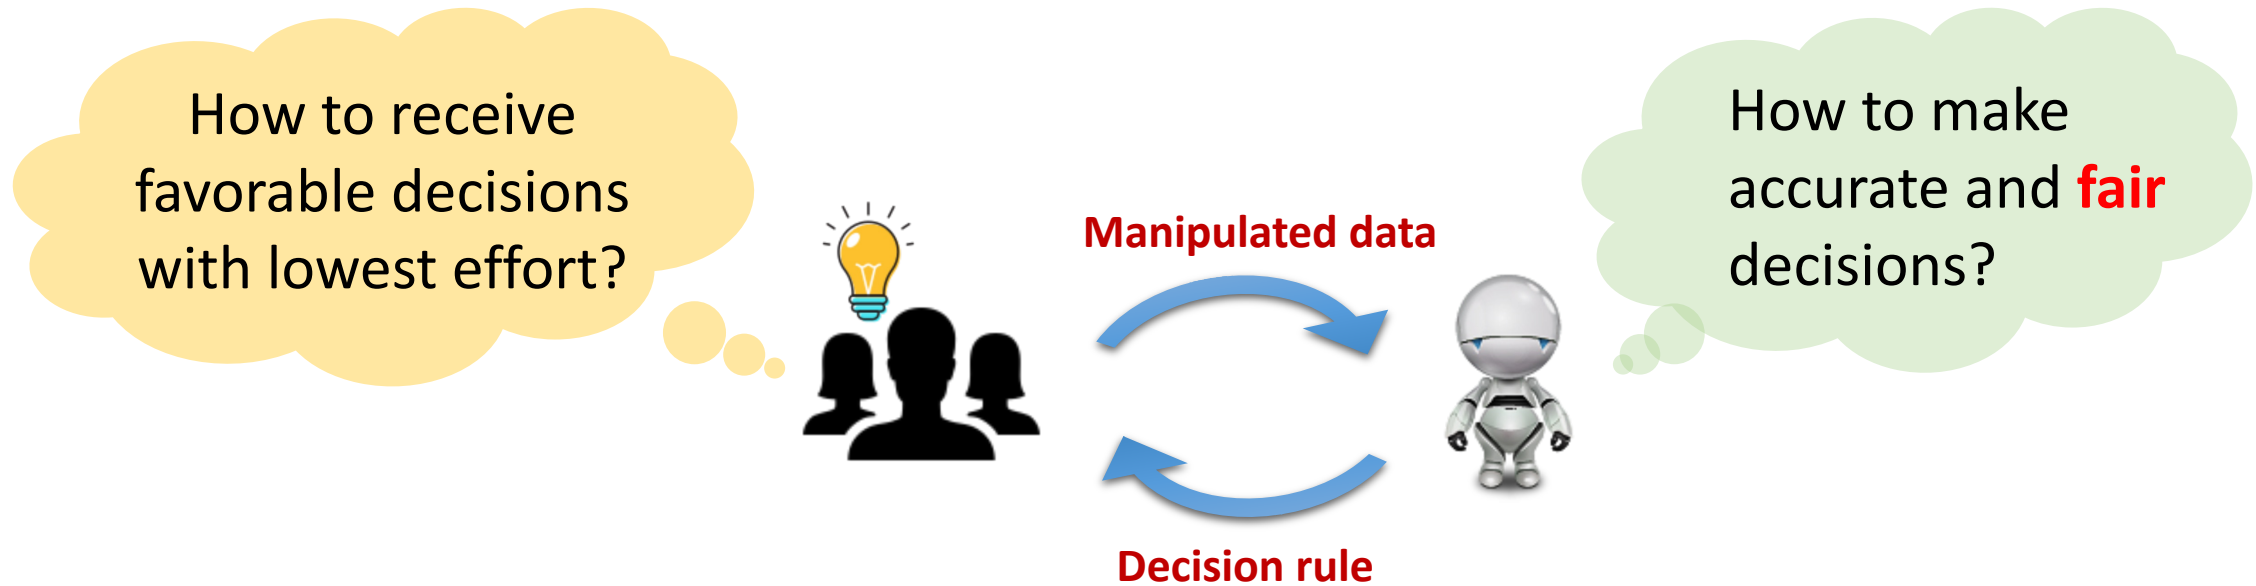 How to receive
favorable decisions
with lowest effort?
Manipulated data
Decision rule
How to make
accurate and fair
decisions?